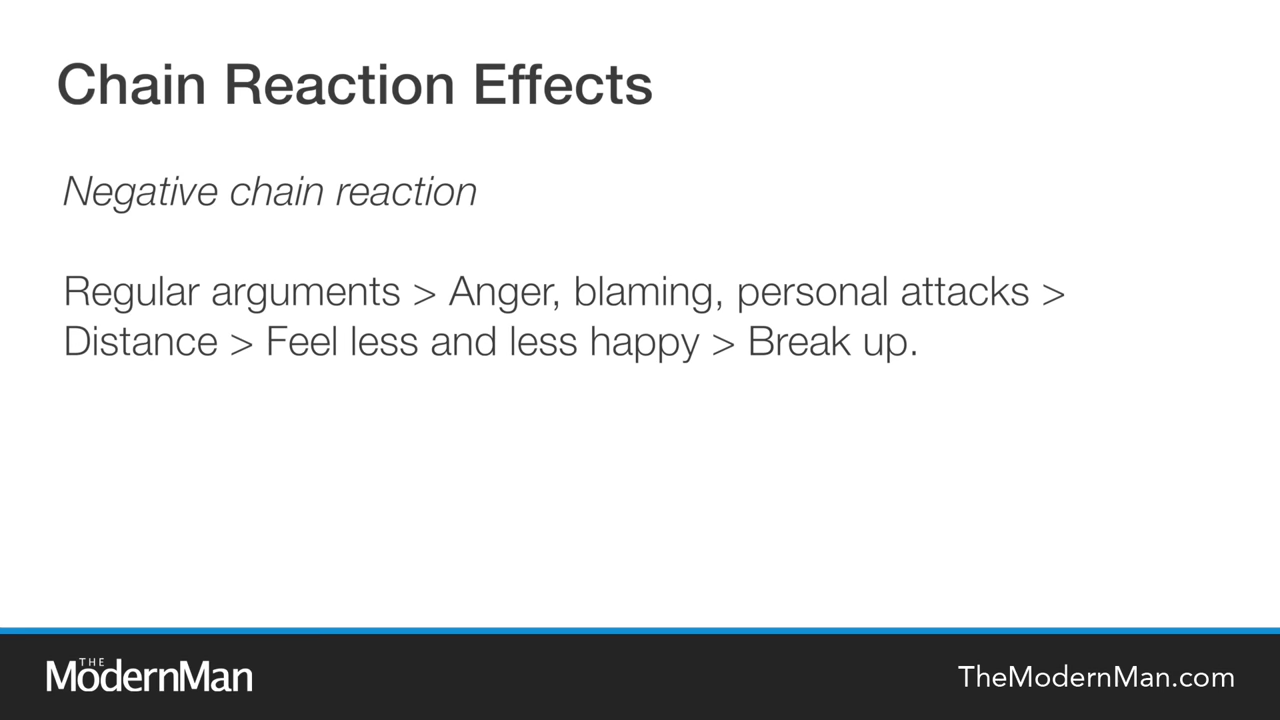 Chain Reaction Effects
Negative chain reaction
Regular arguments > Anger, blaming, personal attacks >
Distance > Feel less and less happy > Break up.
THE
ModernMan
TheModernMan.com